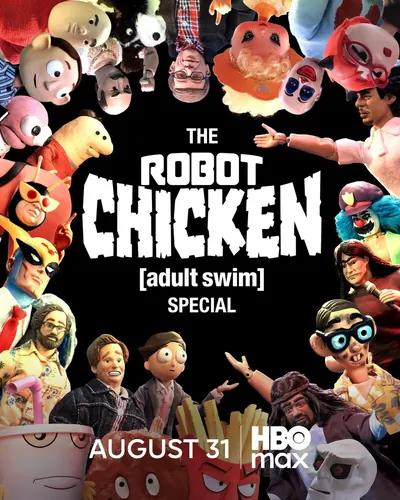 THE
ROBOT
CHICKEN
[adult swim]
SPECIAL
AUGUST 31
HBO
max